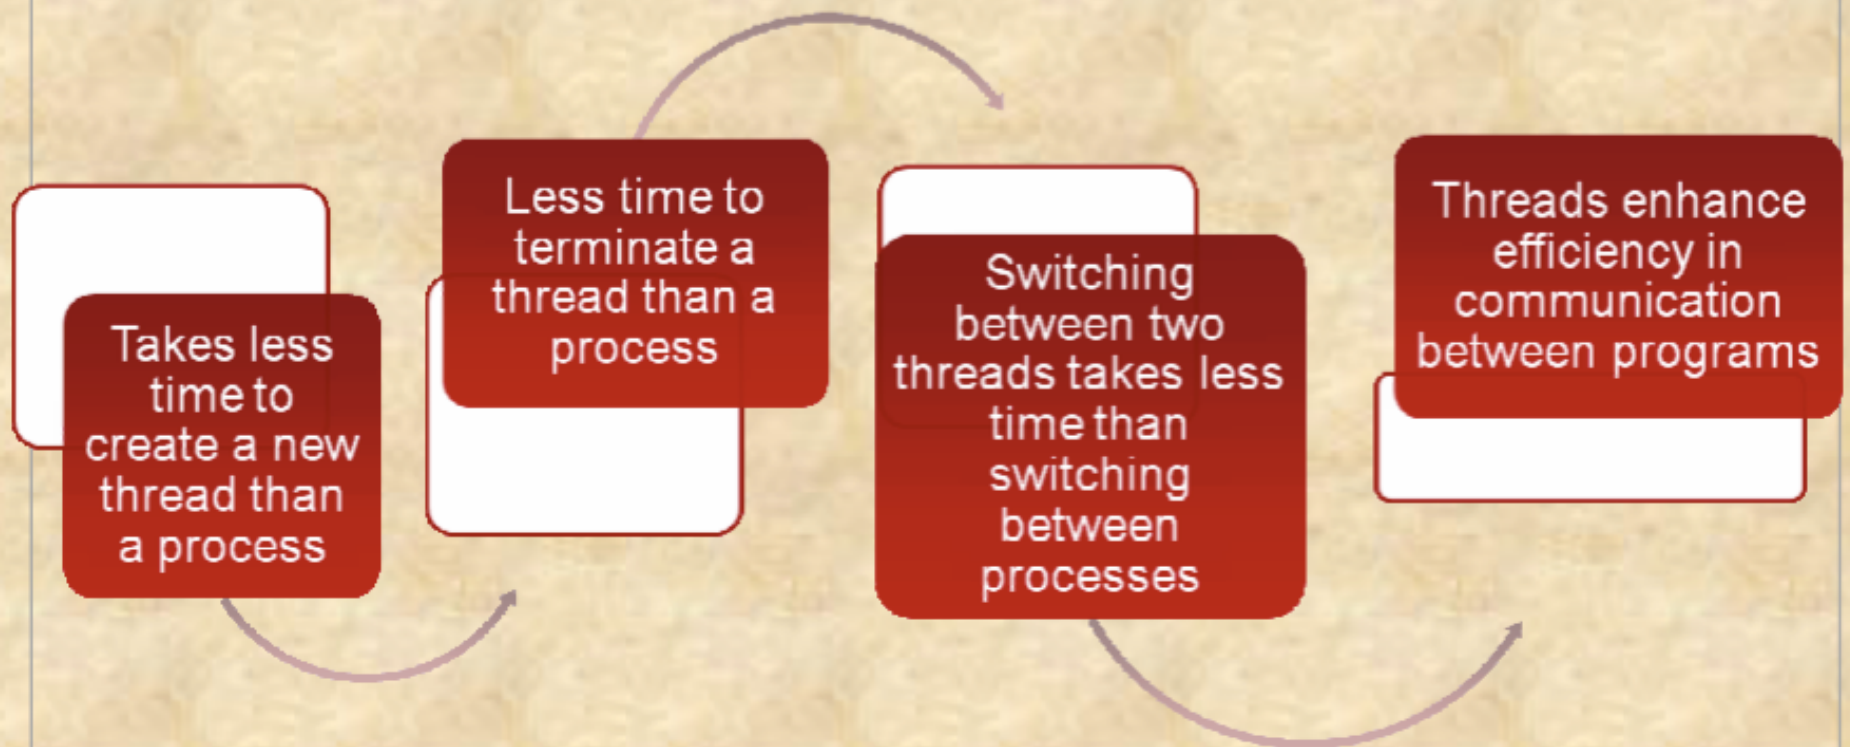 Takes less
time to
create a new
thread than
a process
Less time to
terminate a
thread than a
process
Switching
between two
threads takes less
time than
switching
between
processes
Threads enhance
efficiency in
communication
between programs